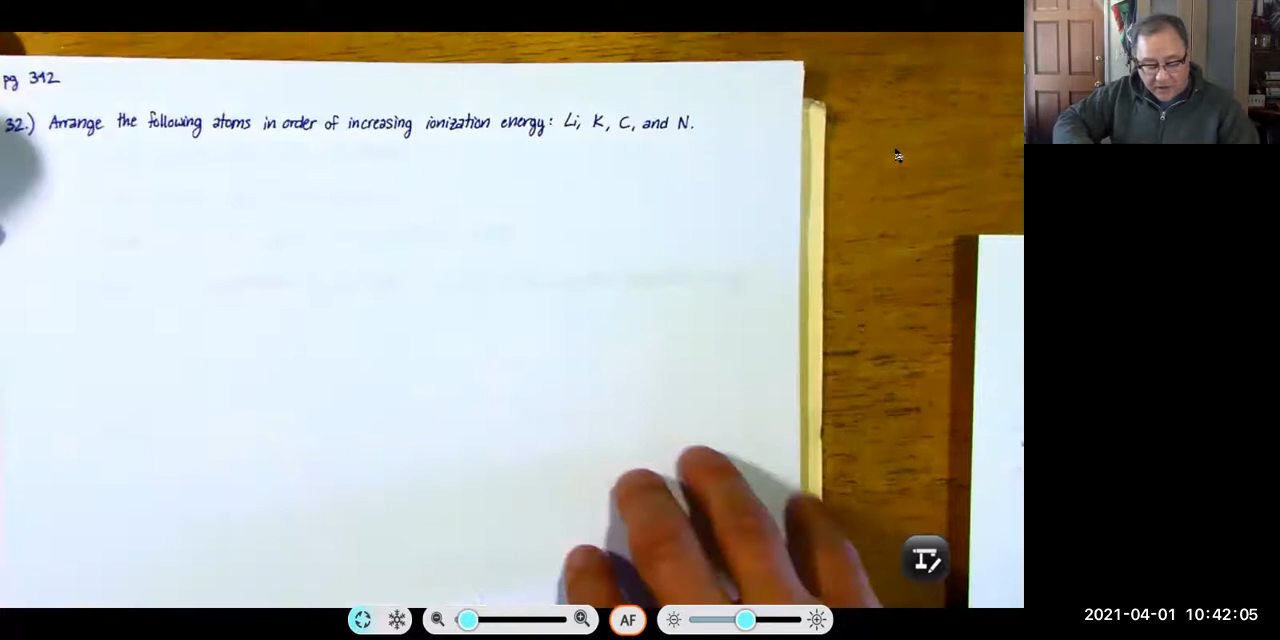 pg 342
32.) Arrange the following atoms in order of increasing ionization energy: Li, K, C, and N.
AF
2021-04-01 10:42:05